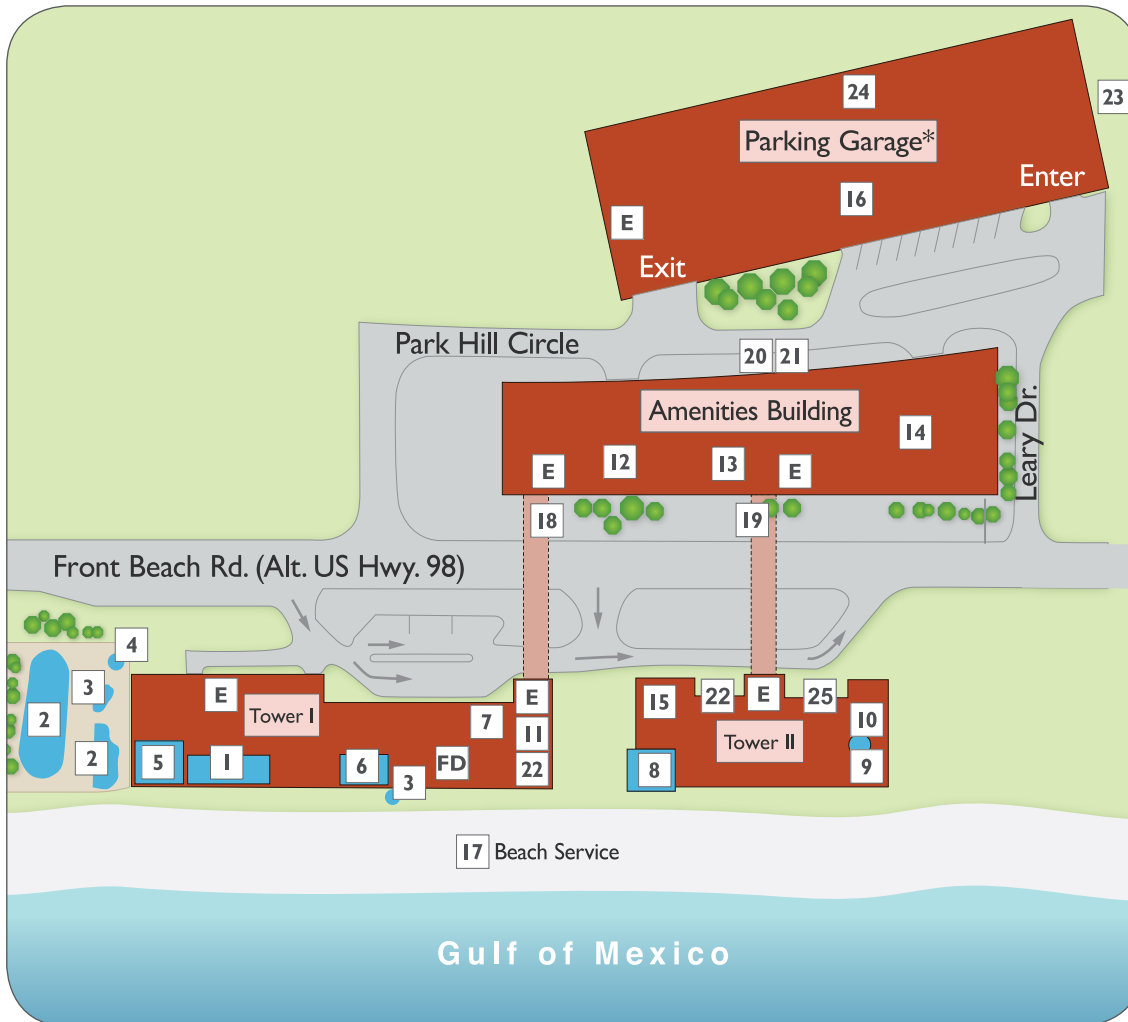 24
23
Parking Garage*
Enter
16
E
Exit
Park Hill Circle
20
21
Amenities Building
14
12
13
E
E
Leary Dr.
18
19
Front Beach Rd. (Alt. US Hwy. 98)
4
3
2
2
E
Tower I
7
E
11
22
5
1
6
FD
3
15
22
E
25
10
Tower II
8
9
17 Beach Service
Gulf of Mexico